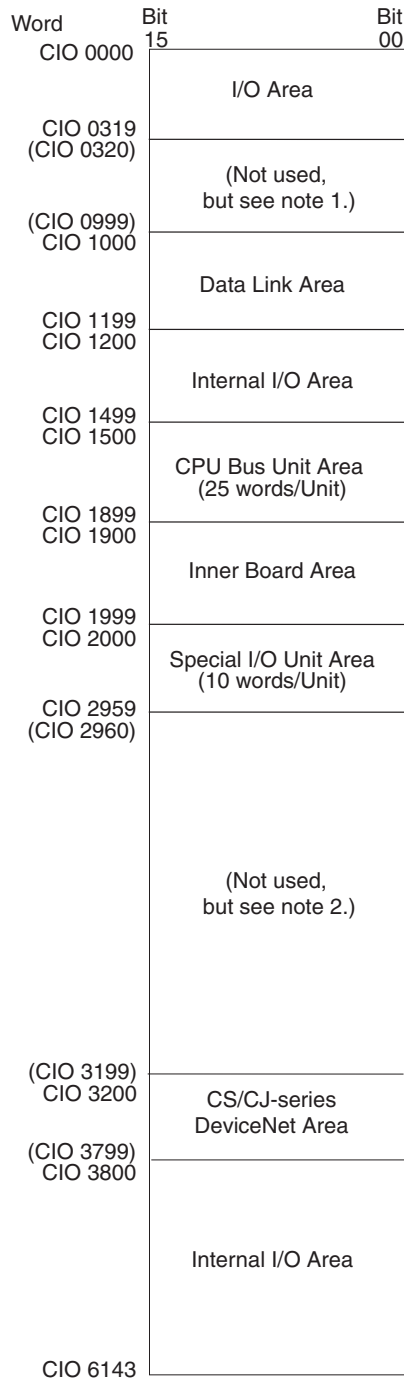 Word
Bit
15
Bit
00
CIO 0000
I/O Area
CIO 0319
(CIO 0320)
(Not used,
but see note 1.)
(CIO 0999)
CIO 1000
Data Link Area
CIO 1199
CIO 1200
Internal I/O Area
CIO 1499
CIO 1500
CPU Bus Unit Area
(25 words/Unit)
CIO 1899
CIO 1900
Inner Board Area
CIO 1999
CIO 2000
Special I/O Unit Area
(10 words/Unit)
CIO 2959
(CIO 2960)
(Not used,
but see note 2.)
(CIO 3199)
CIO 3200
CS/CJ-series
DeviceNet Area
(CIO 3799)
CIO 3800
Internal I/O Area
CIO 6143